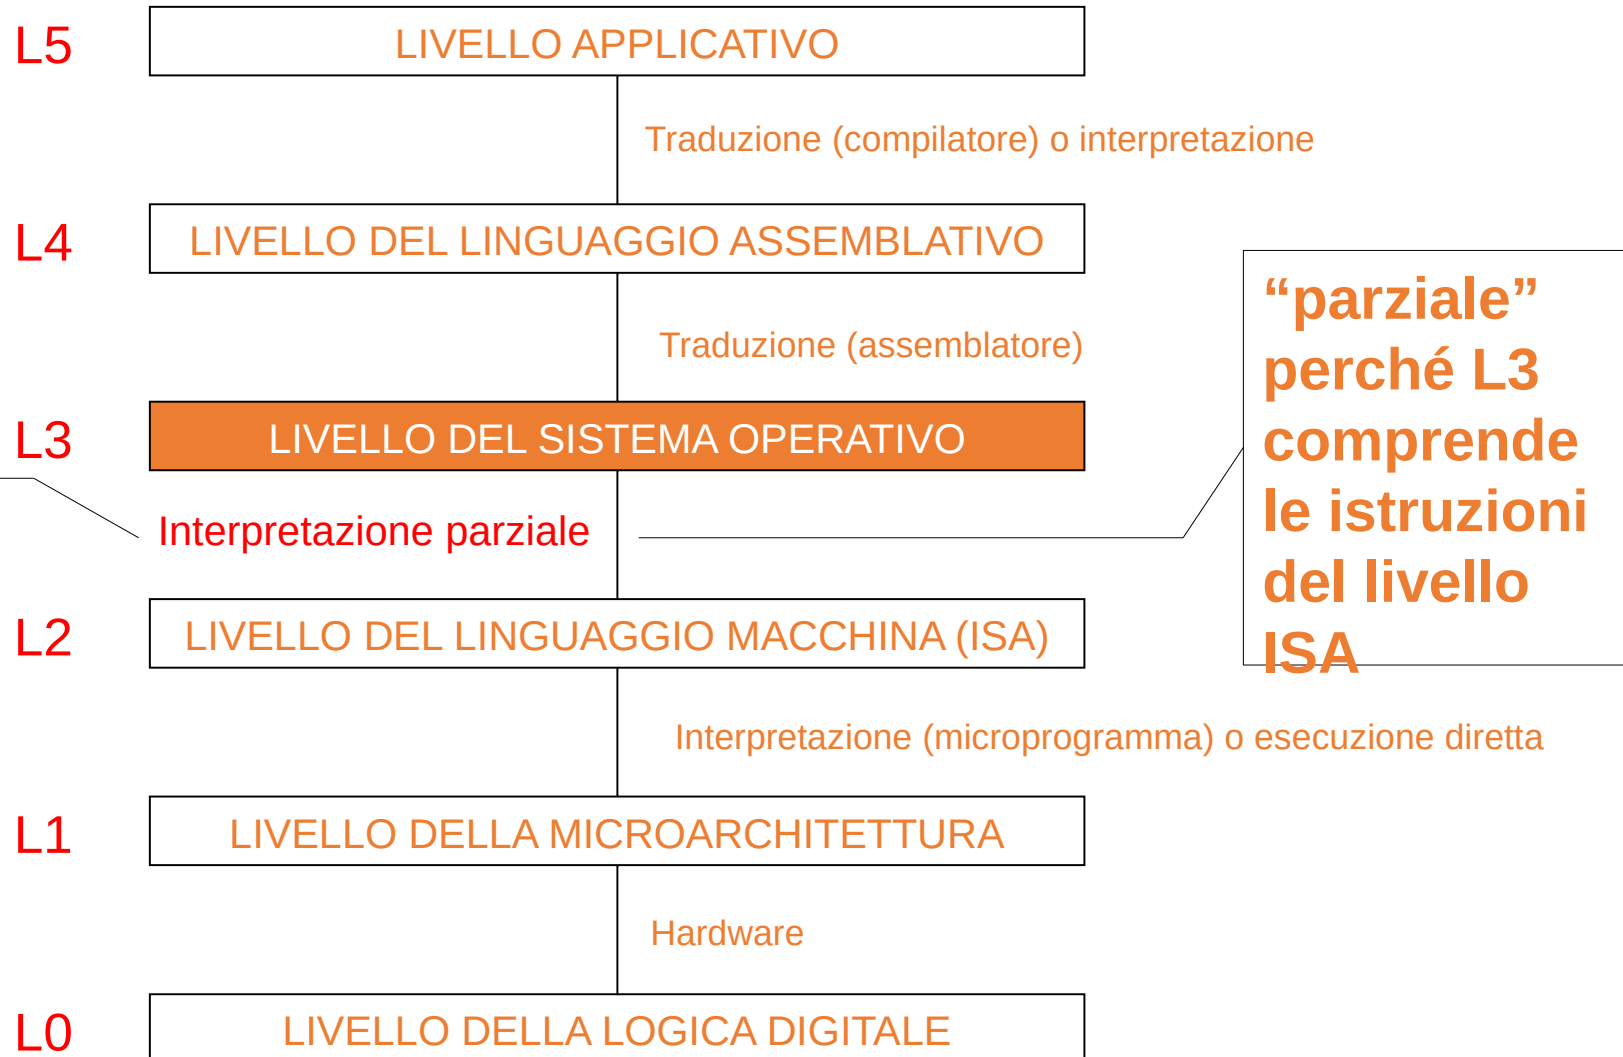 L5
LIVELLO APPLICATIVO
Traduzione (compilatore) o interpretazione
L4
LIVELLO DEL LINGUAGGIO ASSEMBLATIVO
Traduzione (assemblatore)
L3
LIVELLO DEL SISTEMA OPERATIVO
Interpretazione parziale
“parziale”
perché L3
comprende
le istruzioni
del livello
ISA
L2
LIVELLO DEL LINGUAGGIO MACCHINA (ISA)
Interpretazione (microprogramma) o esecuzione diretta
L1
LIVELLO DELLA MICROARCHITETTURA
Hardware
L0
LIVELLO DELLA LOGICA DIGITALE